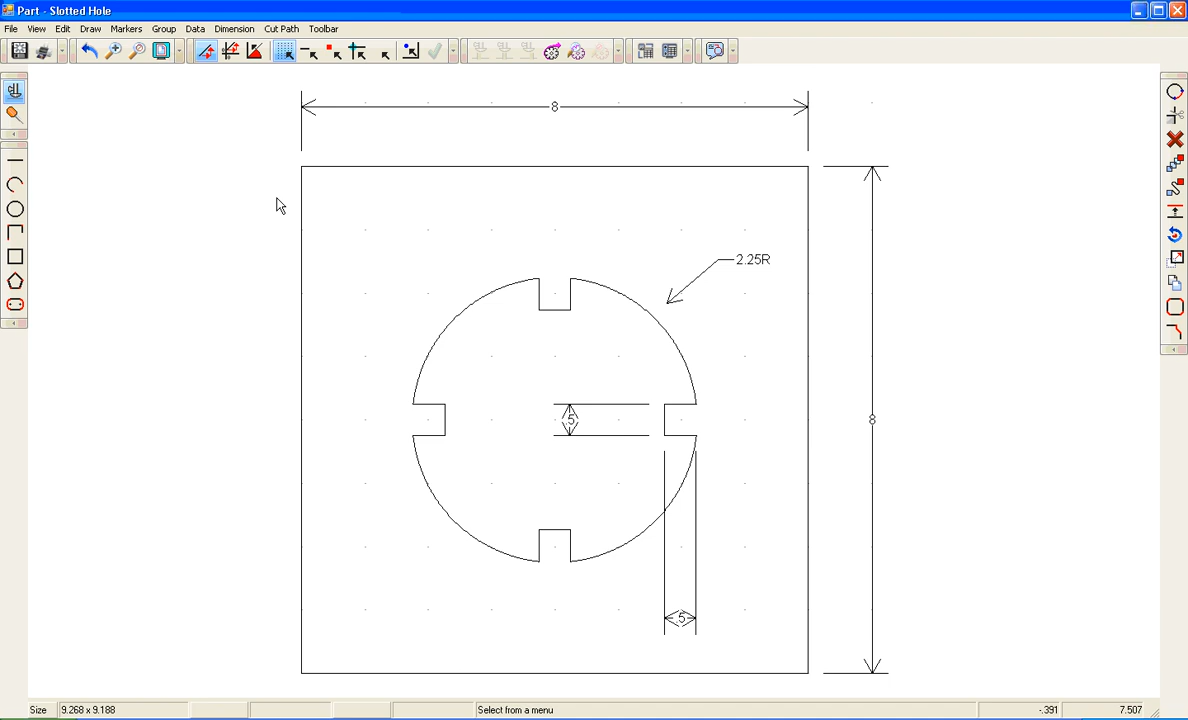 Part - Slotted Hole
File View Edit Draw Markers Group Data Dimension Cut Path Toolbar
8
2.25R
.5
8
.5
Size 9.268 x 9.188 Select from a menu -.391 7.507